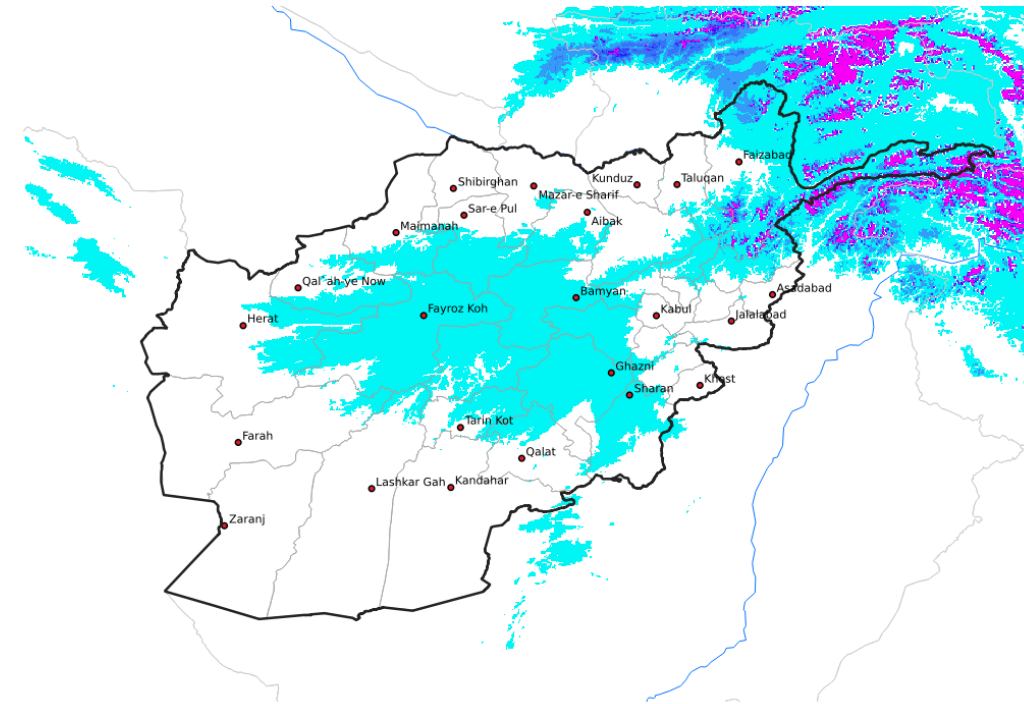 Faizabad
Kunduz
Taluqan
Shibirghan
Mazar-e Sharif
Sar-e Pul
Aibak
Maimanah
Qal`ah-ye Now
Asadabad
Bamyan
Fayroz Koh
Kabul
Jalalabad
Herat
Ghazni
Khost
Sharan
Tarin Kot
Farah
Qalat
Lashkar Gah
Kandahar
Zaranj